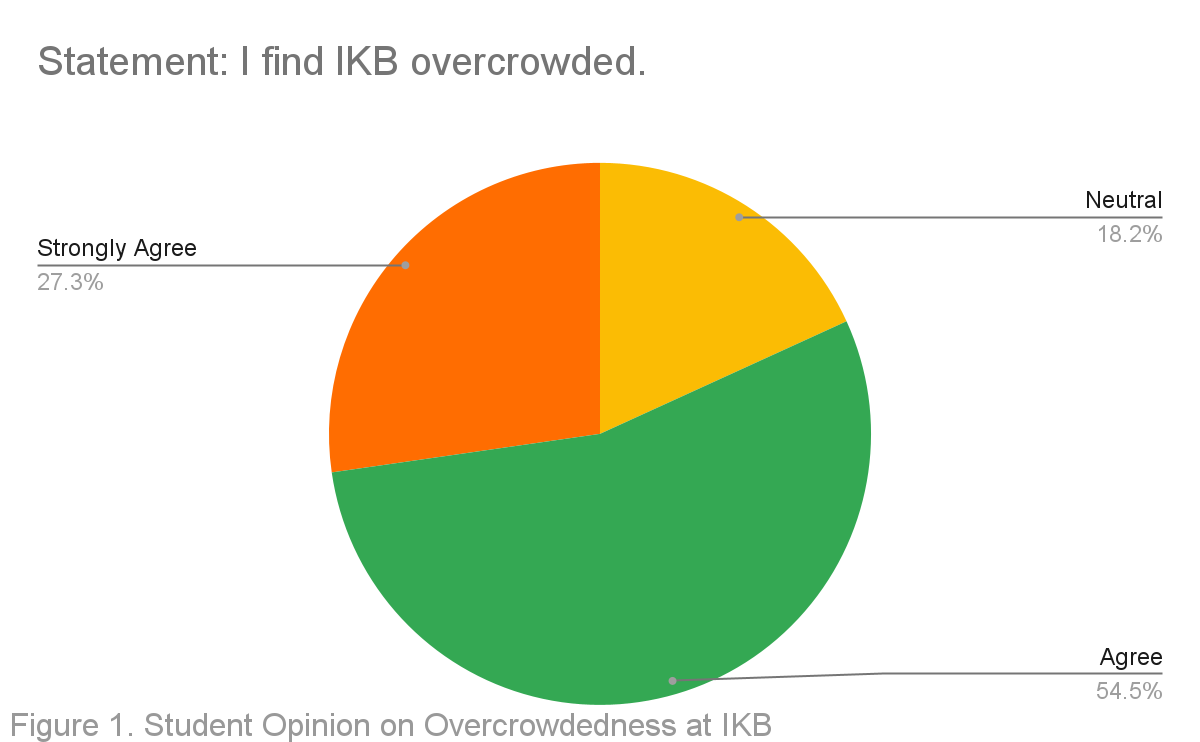 Statement: I find IKB overcrowded.
Neutral
18.2%
Strongly Agree
27.3%
Agree
54.5%
Figure 1. Student Opinion on Overcrowdedness at IKB